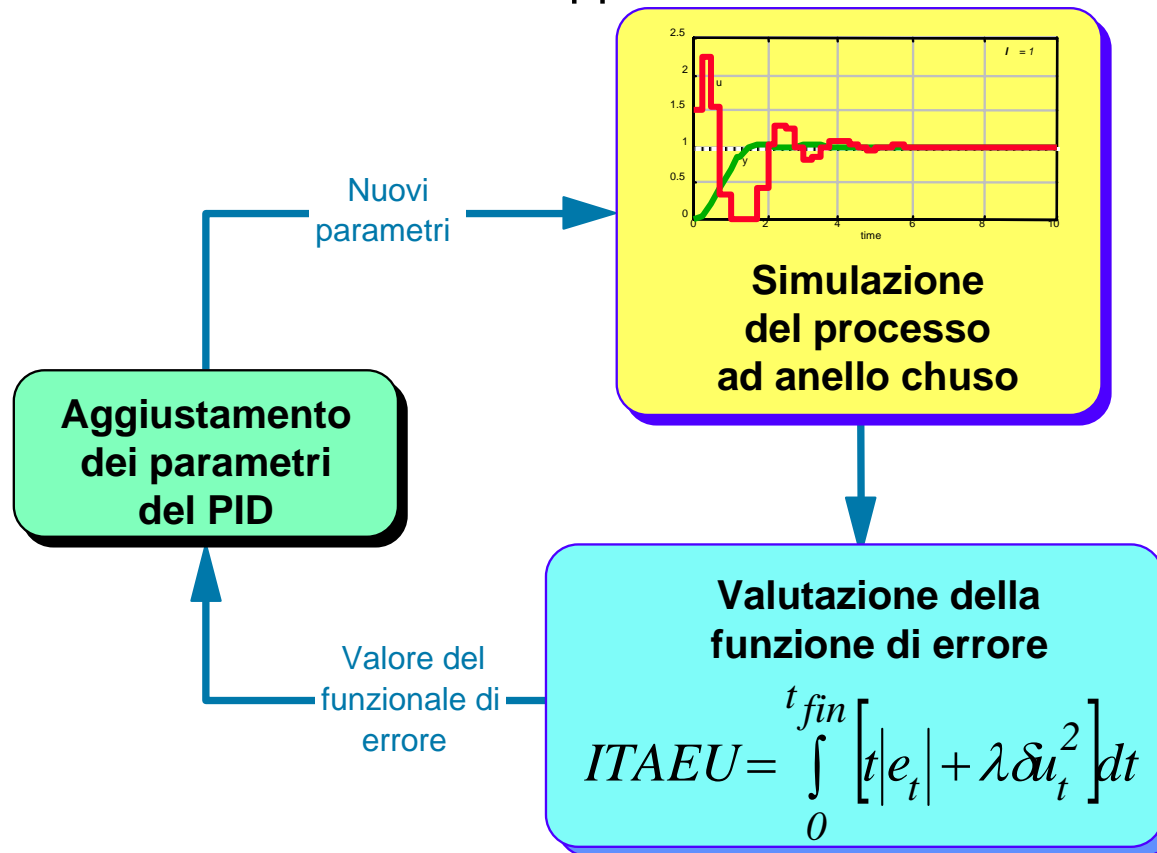 2.5
2
1.5
1
0.5
0
l = 1
u
y
0 2 4 6 8 10
time
Simulazione
del processo
ad anello chuso
Nuovi
parametri
Aggiustamento
dei parametri
del PID
Valutazione della
funzione di errore
ITAEU = ∫₀^{t fin} [t|e_t| + λδu_t²]dt
Valore del
funzionale di
errore